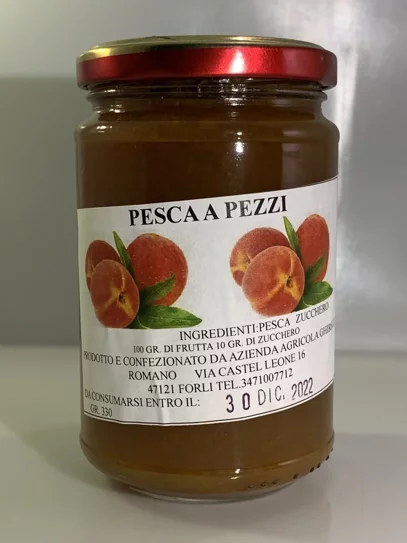 PESCA A PEZZI
INGREDIENTI:PESCA ZUCCHERO
100 GR. DI FRUTTA 10 GR. DI ZUCCHERO
PRODOTTO E CONFEZIONATO DA AZIENDA AGRICOLA
ROMANO VIA CASTEL LEONE 16
47121 FORLI TEL.3471007712
DA CONSUMARSI ENTRO IL: 30 DIC. 2022
GR. 330